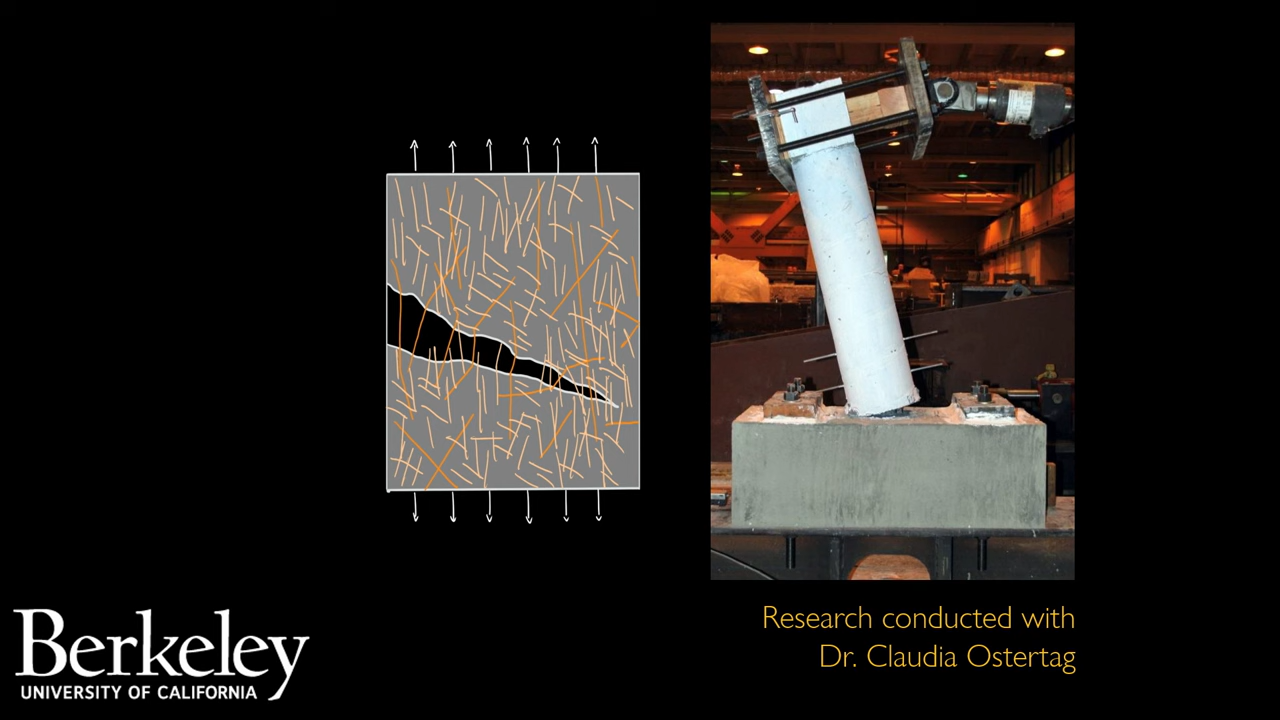 Research conducted with
Dr. Claudia Ostertag
Berkeley
UNIVERSITY OF CALIFORNIA